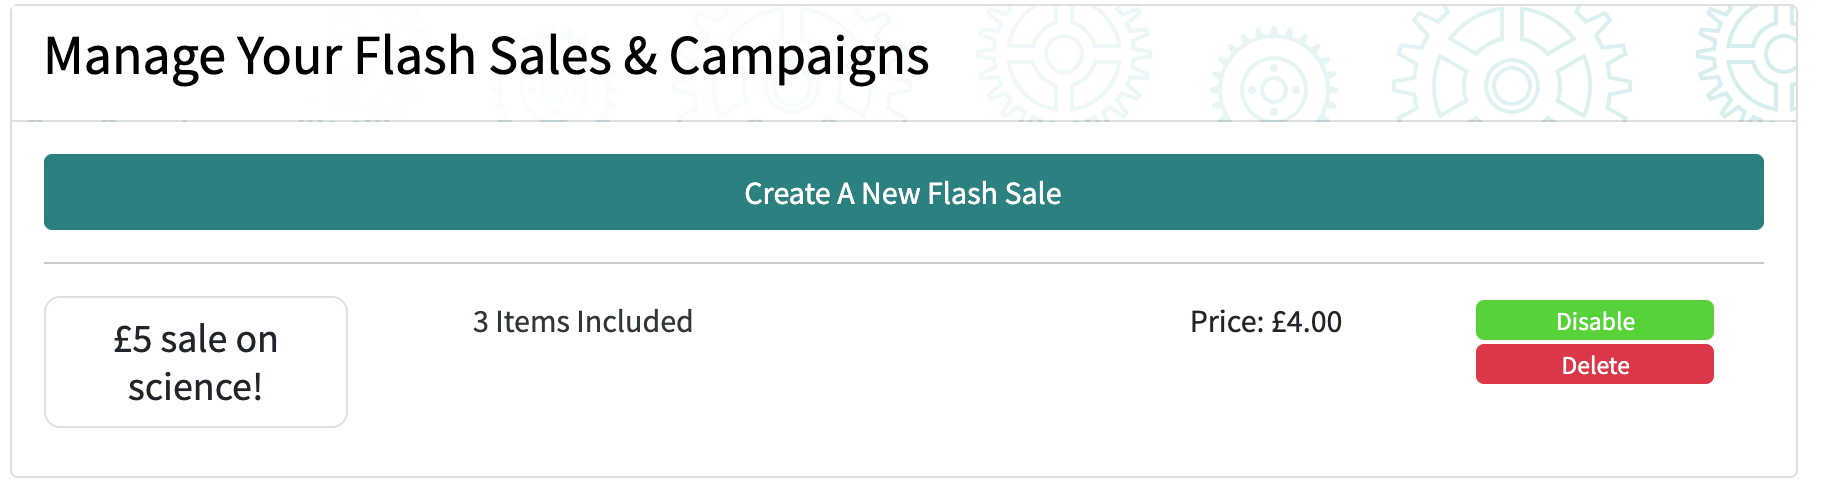 Manage Your Flash Sales & Campaigns
Create A New Flash Sale
£5 sale on
science!
3 Items Included
Price: £4.00
Disable
Delete